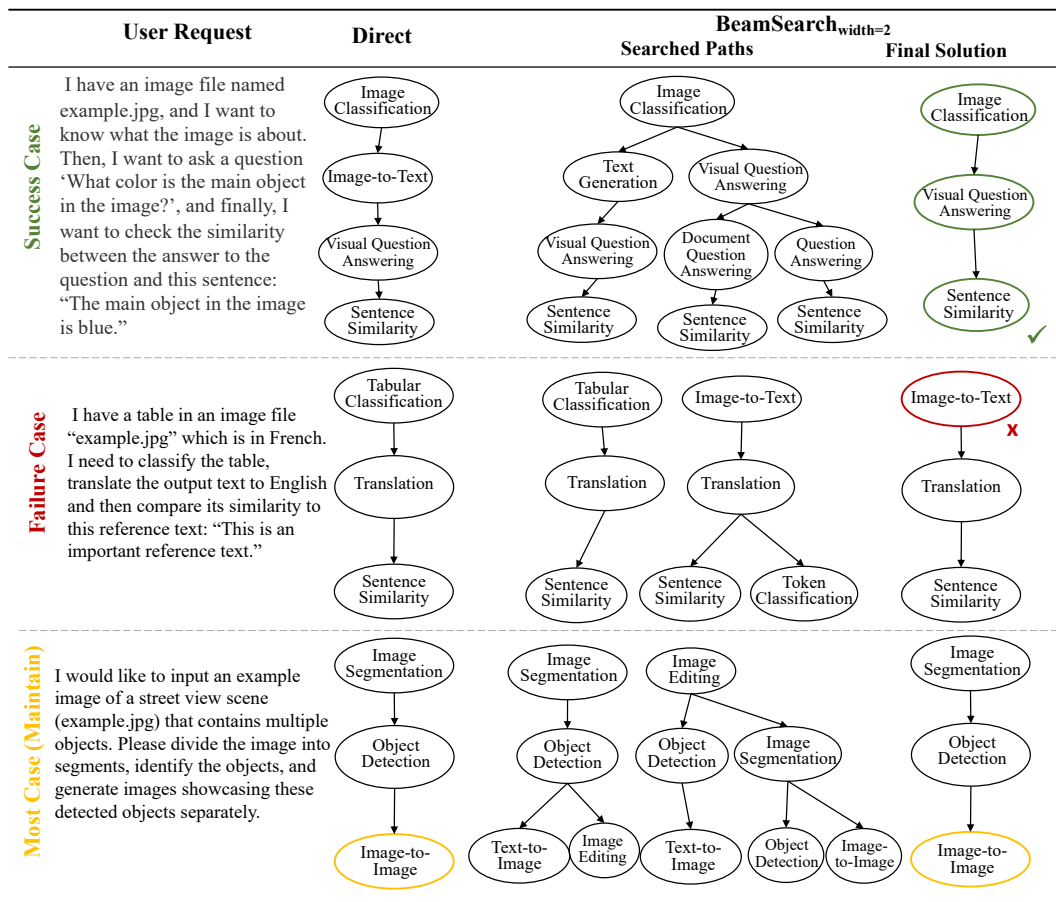 User Request
Direct
BeamSearch width=2
Searched Paths
Final Solution
Success Case
I have an image file named
example.jpg, and I want to
know what the image is about.
Then, I want to ask a question
‘What color is the main object
in the image?’, and finally, I
want to check the similarity
between the answer to the
question and this sentence:
“The main object in the image
is blue.”
Image
Classification
Image-to-Text
Visual Question
Answering
Sentence
Similarity
Image
Classification
Text
Generation
Visual Question
Answering
Visual Question
Answering
Document
Question
Answering
Question
Answering
Sentence
Similarity
Sentence
Similarity
Sentence
Similarity
Image
Classification
Visual Question
Answering
Sentence
Similarity
✓
Failure Case
I have a table in an image file
“example.jpg” which is in French.
I need to classify the table,
translate the output text to English
and then compare its similarity to
this reference text: “This is an
important reference text.”
Tabular
Classification
Translation
Sentence
Similarity
Tabular
Classification
Image-to-Text
Translation
Translation
Sentence
Similarity
Sentence
Similarity
Token
Classification
Image-to-Text
x
Translation
Sentence
Similarity
Most Case (Maintain)
I would like to input an example
image of a street view scene
(example.jpg) that contains multiple
objects. Please divide the image into
segments, identify the objects, and
generate images showcasing these
detected objects separately.
Image
Segmentation
Object
Detection
Image-to-
Image
Image
Segmentation
Image
Editing
Object
Detection
Object
Detection
Image
Segmentation
Text-to-
Image
Image
Editing
Text-to-
Image
Object
Detection
Image-
to-Image
Image
Segmentation
Object
Detection
Image-to-
Image